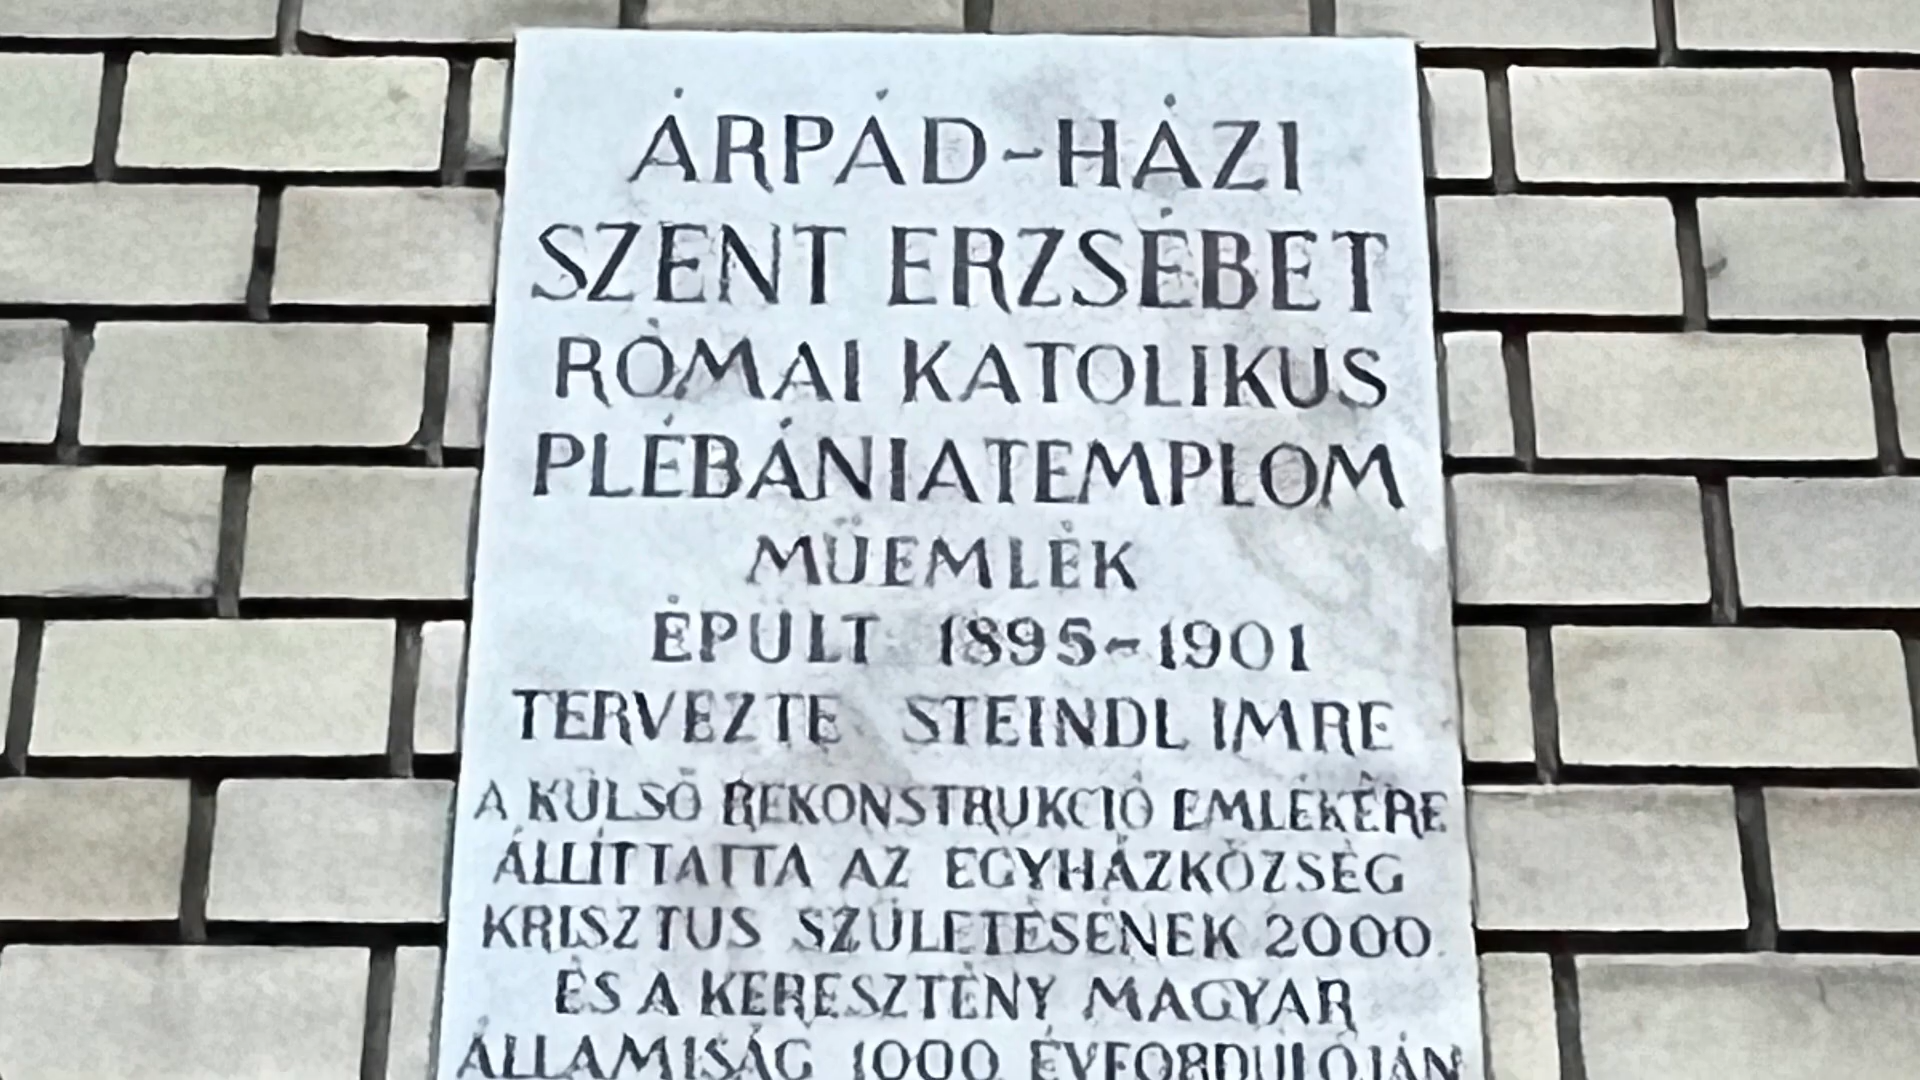 ÁRPÁD-HÁZI
SZENT ERZSÉBET
RÓMAI KATOLIKUS
PLÉBÁNIATEMPLOM
MŰEMLÉK
ÉPÜLT 1895-1901
TERVEZTE STEINDL IMRE
A KÜLSŐ REKONSTRUKCIÓ EMLÉKÉRE
ÁLLÍTTATTA AZ EGYHÁZKÖZSÉG
KRISZTUS SZÜLETÉSÉNEK 2000.
ÉS A KERESZTÉNY MAGYAR
ÁLLAMISÁG 1000 ÉVFORDULÓJÁN